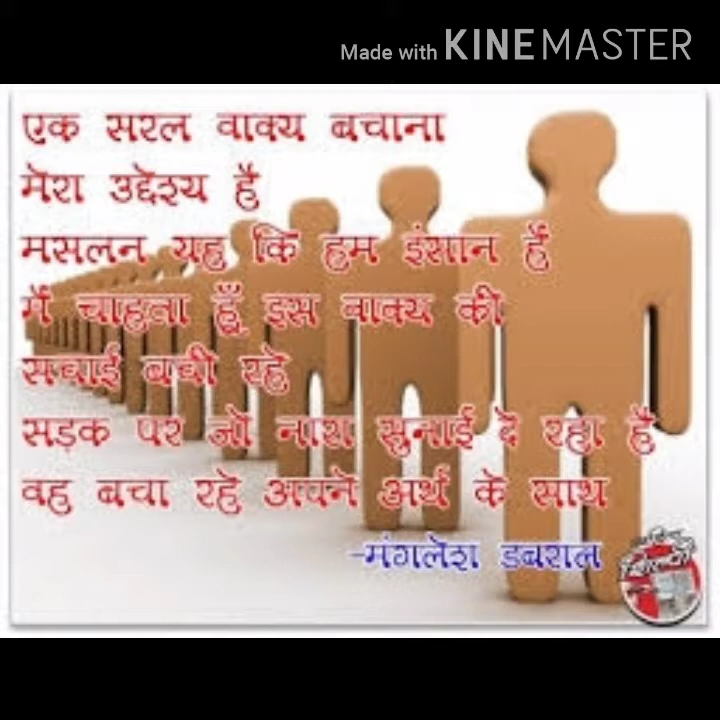 Made with KINEMASTER
एक सरल वाक्य बचाना
मेरा उद्देश्य है
मसलन यह कि हम इंसान हैं
मैं चाहता हूँ इस वाक्य की
सचाई बची रहे
सड़क पर जो नारा सुनाई दे रहा है
वह बचा रहे अपने अर्थ के साथ
-मंगलेश डबराल